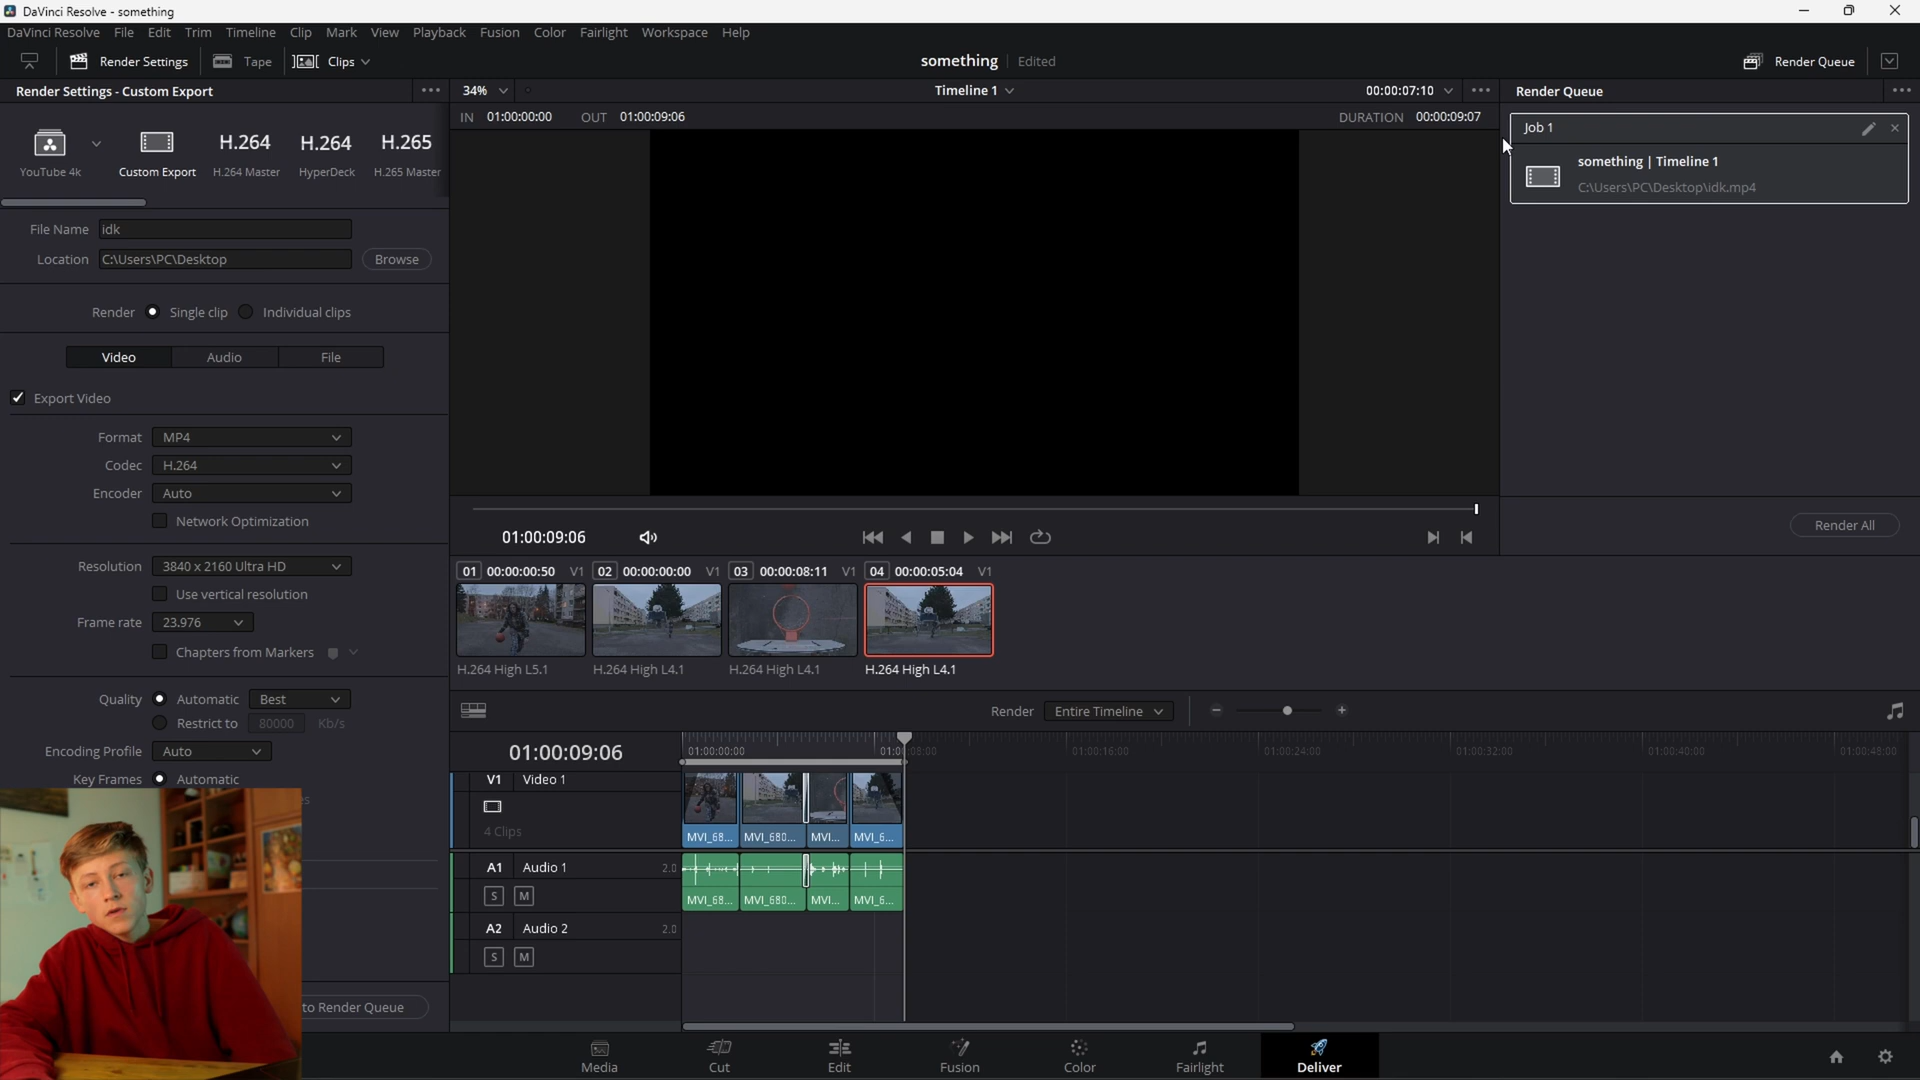 DaVinci Resolve - something
DaVinci Resolve File Edit Trim Timeline Clip Mark View Playback Fusion Color Fairlight Workspace Help
Render Settings Tape Clips something Edited Render Queue
Render Settings - Custom Export 34% Timeline 1 00:00:07:10 Render Queue
IN 01:00:00:00 OUT 01:00:09:06 DURATION 00:00:09:07
Job 1
something | Timeline 1
C:\Users\PC\Desktop\idk.mp4
H.264 H.264 H.265
YouTube 4k Custom Export H.264 Master HyperDeck H.265 Master
File Name idk
Location C:\Users\PC\Desktop Browse
Render Single clip Individual clips
Video Audio File
Export Video
Format MP4
Codec H.264
Encoder Auto
Network Optimization
Resolution 3840 x 2160 Ultra HD
Use vertical resolution
Frame rate 23.976
Chapters from Markers
Quality Automatic Best
Restrict to 80000 Kb/s
Encoding Profile Auto
Key Frames Automatic
to Render Queue
Render All
01:00:09:06
01 00:00:00:50 V1 02 00:00:00:00 V1 03 00:00:08:11 V1 04 00:00:05:04 V1
H.264 High L5.1 H.264 High L4.1 H.264 High L4.1 H.264 High L4.1
Render Entire Timeline
01:00:09:06 01:00:00:00 01:00:08:00 01:00:16:00 01:00:24:00 01:00:32:00 01:00:40:00 01:00:48:00
V1 Video 1
4 Clips
MVI_68... MVI_680... MVI... MVI_6...
A1 Audio 1 2.0
S M MVI_68... MVI_680... MVI... MVI_6...
A2 Audio 2 2.0
S M
Media Cut Edit Fusion Color Fairlight Deliver